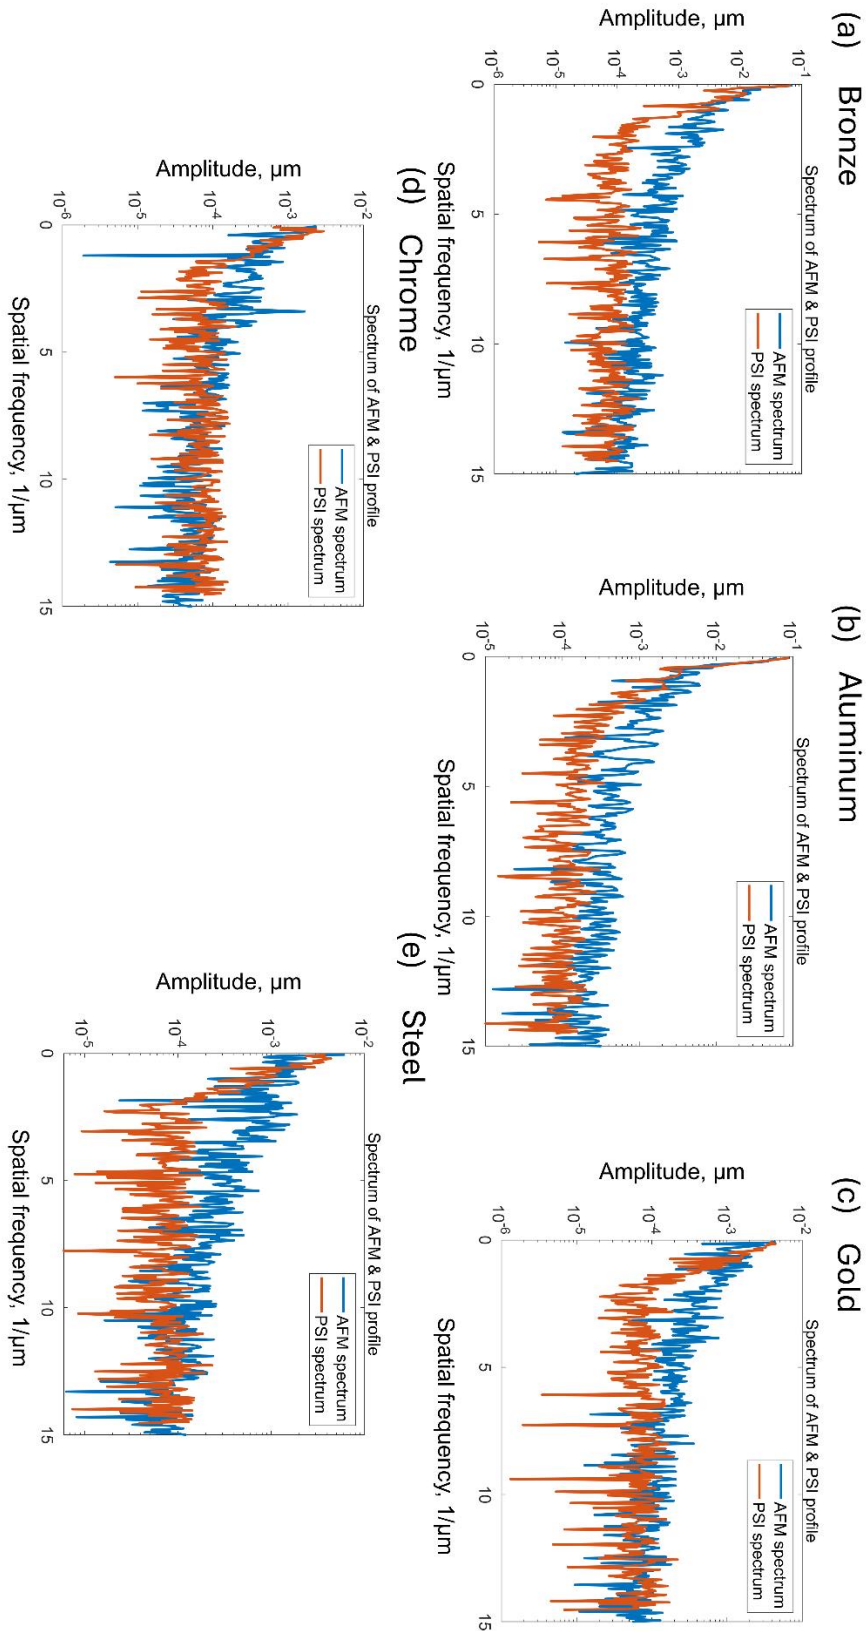 (a) Bronze
Spectrum of AFM & PSI profile
AFM spectrum
PSI spectrum
Amplitude, μm
10⁻¹
10⁻²
10⁻³
10⁻⁴
10⁻⁵
10⁻⁶
0 5 10 15
Spatial frequency, 1/μm
(b) Aluminum
Spectrum of AFM & PSI profile
AFM spectrum
PSI spectrum
Amplitude, μm
10⁻¹
10⁻²
10⁻³
10⁻⁴
10⁻⁵
0 5 10 15
Spatial frequency, 1/μm
(c) Gold
Spectrum of AFM & PSI profile
AFM spectrum
PSI spectrum
Amplitude, μm
10⁻²
10⁻³
10⁻⁴
10⁻⁵
10⁻⁶
0 5 10 15
Spatial frequency, 1/μm
(d) Chrome
Spectrum of AFM & PSI profile
AFM spectrum
PSI spectrum
Amplitude, μm
10⁻²
10⁻³
10⁻⁴
10⁻⁵
10⁻⁶
0 5 10 15
Spatial frequency, 1/μm
(e) Steel
Spectrum of AFM & PSI profile
AFM spectrum
PSI spectrum
Amplitude, μm
10⁻²
10⁻³
10⁻⁴
10⁻⁵
0 5 10 15
Spatial frequency, 1/μm